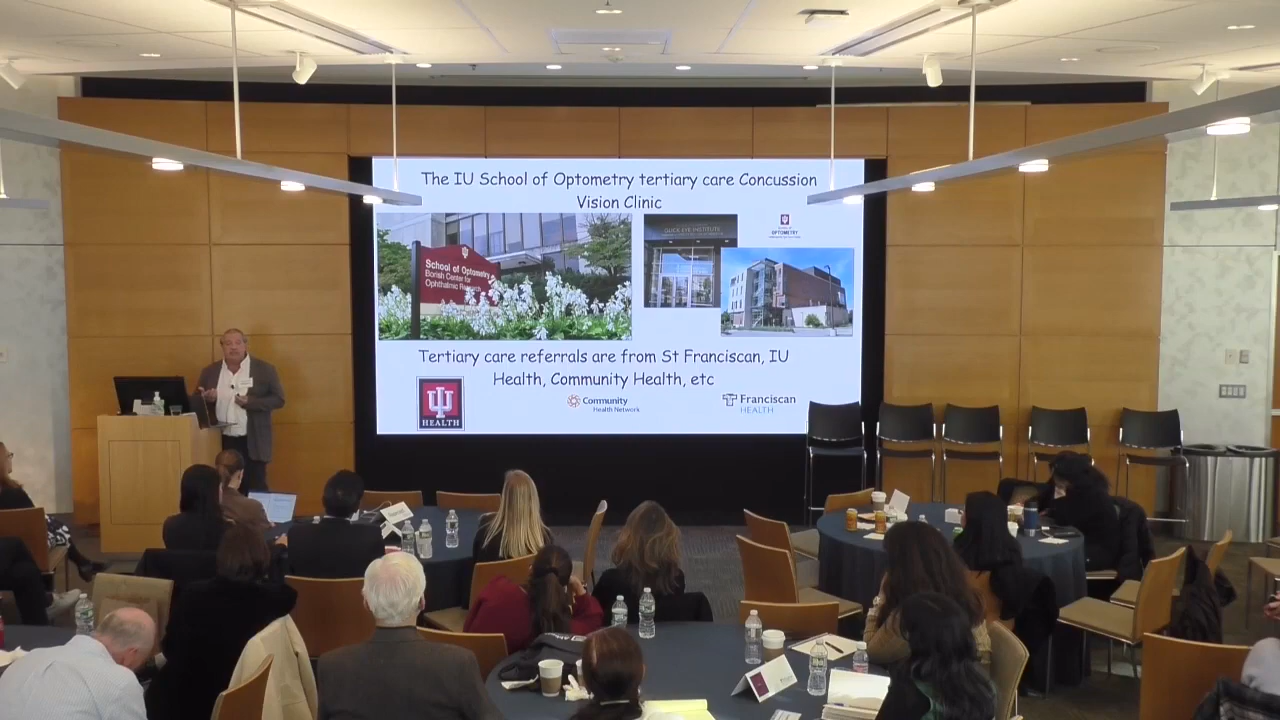 The IU School of Optometry tertiary care Concussion
Vision Clinic
School of Optometry
Borish Center for
Ophthalmic Research
OPTOMETRY
Tertiary care referrals are from St Franciscan, IU
Health, Community Health, etc
HEALTH
Community
Health Network
Franciscan
HEALTH